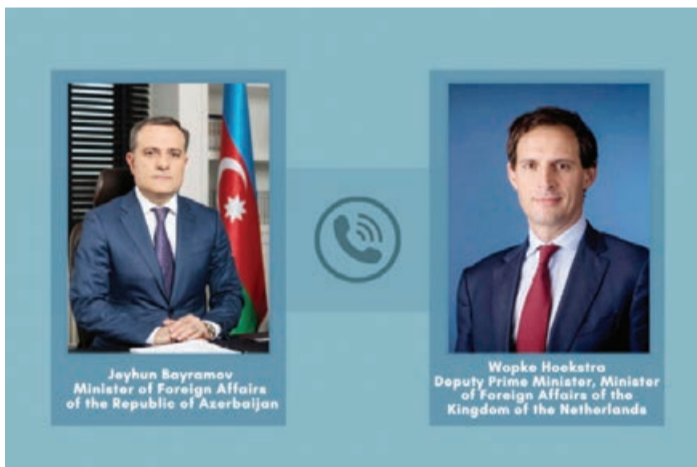 Jeyhun Bayramov
Minister of Foreign Affairs
of the Republic of Azerbaijan
Wopke Hoekstra
Deputy Prime Minister, Minister
of Foreign Affairs of the
Kingdom of the Netherlands